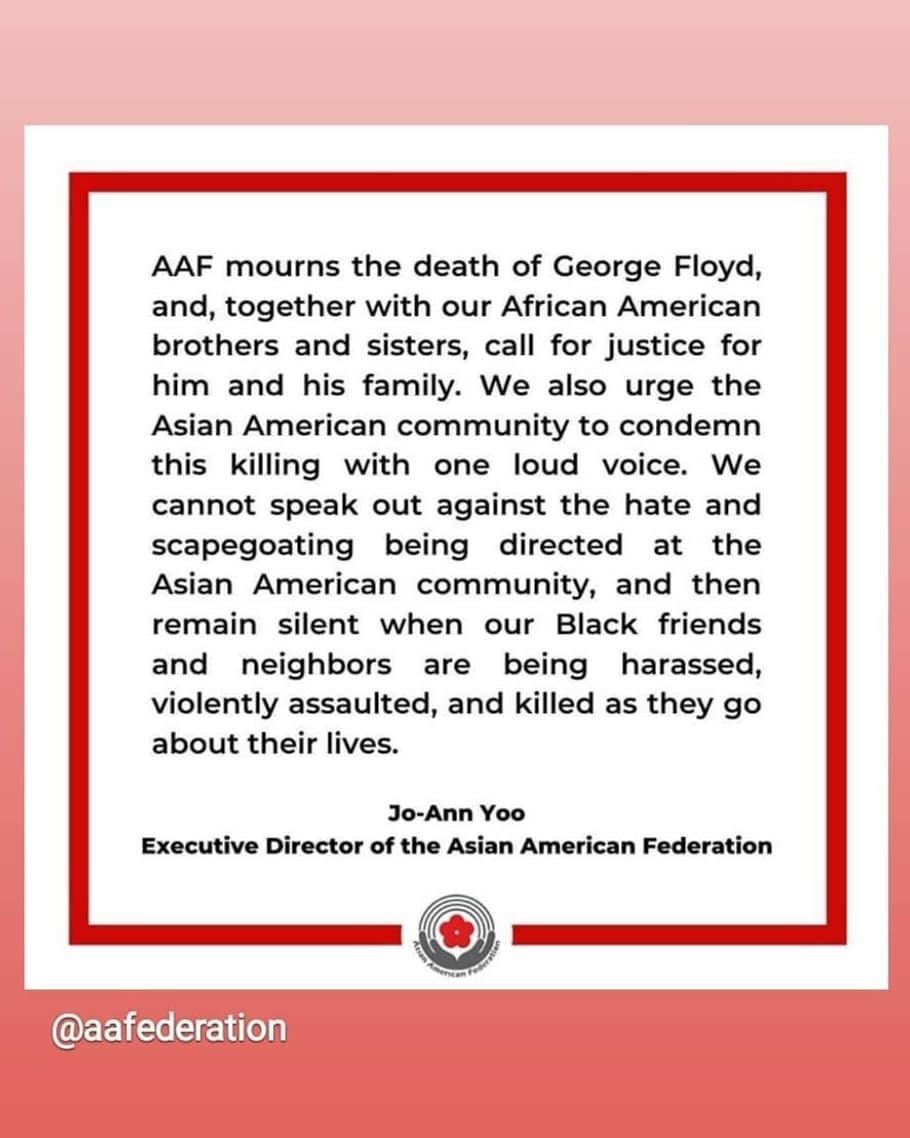 AAF mourns the death of George Floyd,
and, together with our African American
brothers and sisters, call for justice for
him and his family. We also urge the
Asian American community to condemn
this killing with one loud voice. We
cannot speak out against the hate and
scapegoating being directed at the
Asian American community, and then
remain silent when our Black friends
and neighbors are being harassed,
violently assaulted, and killed as they go
about their lives.
Jo-Ann Yoo
Executive Director of the Asian American Federation
Asian American Federation
@aafederation